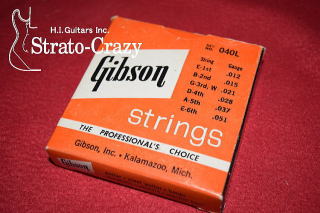 H.I.Guitars Inc.
Strato-Crazy
040L
String Gauge
E-1st .012
B-2nd .015
G-3rd, W .021
D-4th .028
A-5th .037
E-6th .051
Gibson
strings
THE PROFESSIONAL'S CHOICE
Gibson, Inc. • Kalamazoo, Mich.